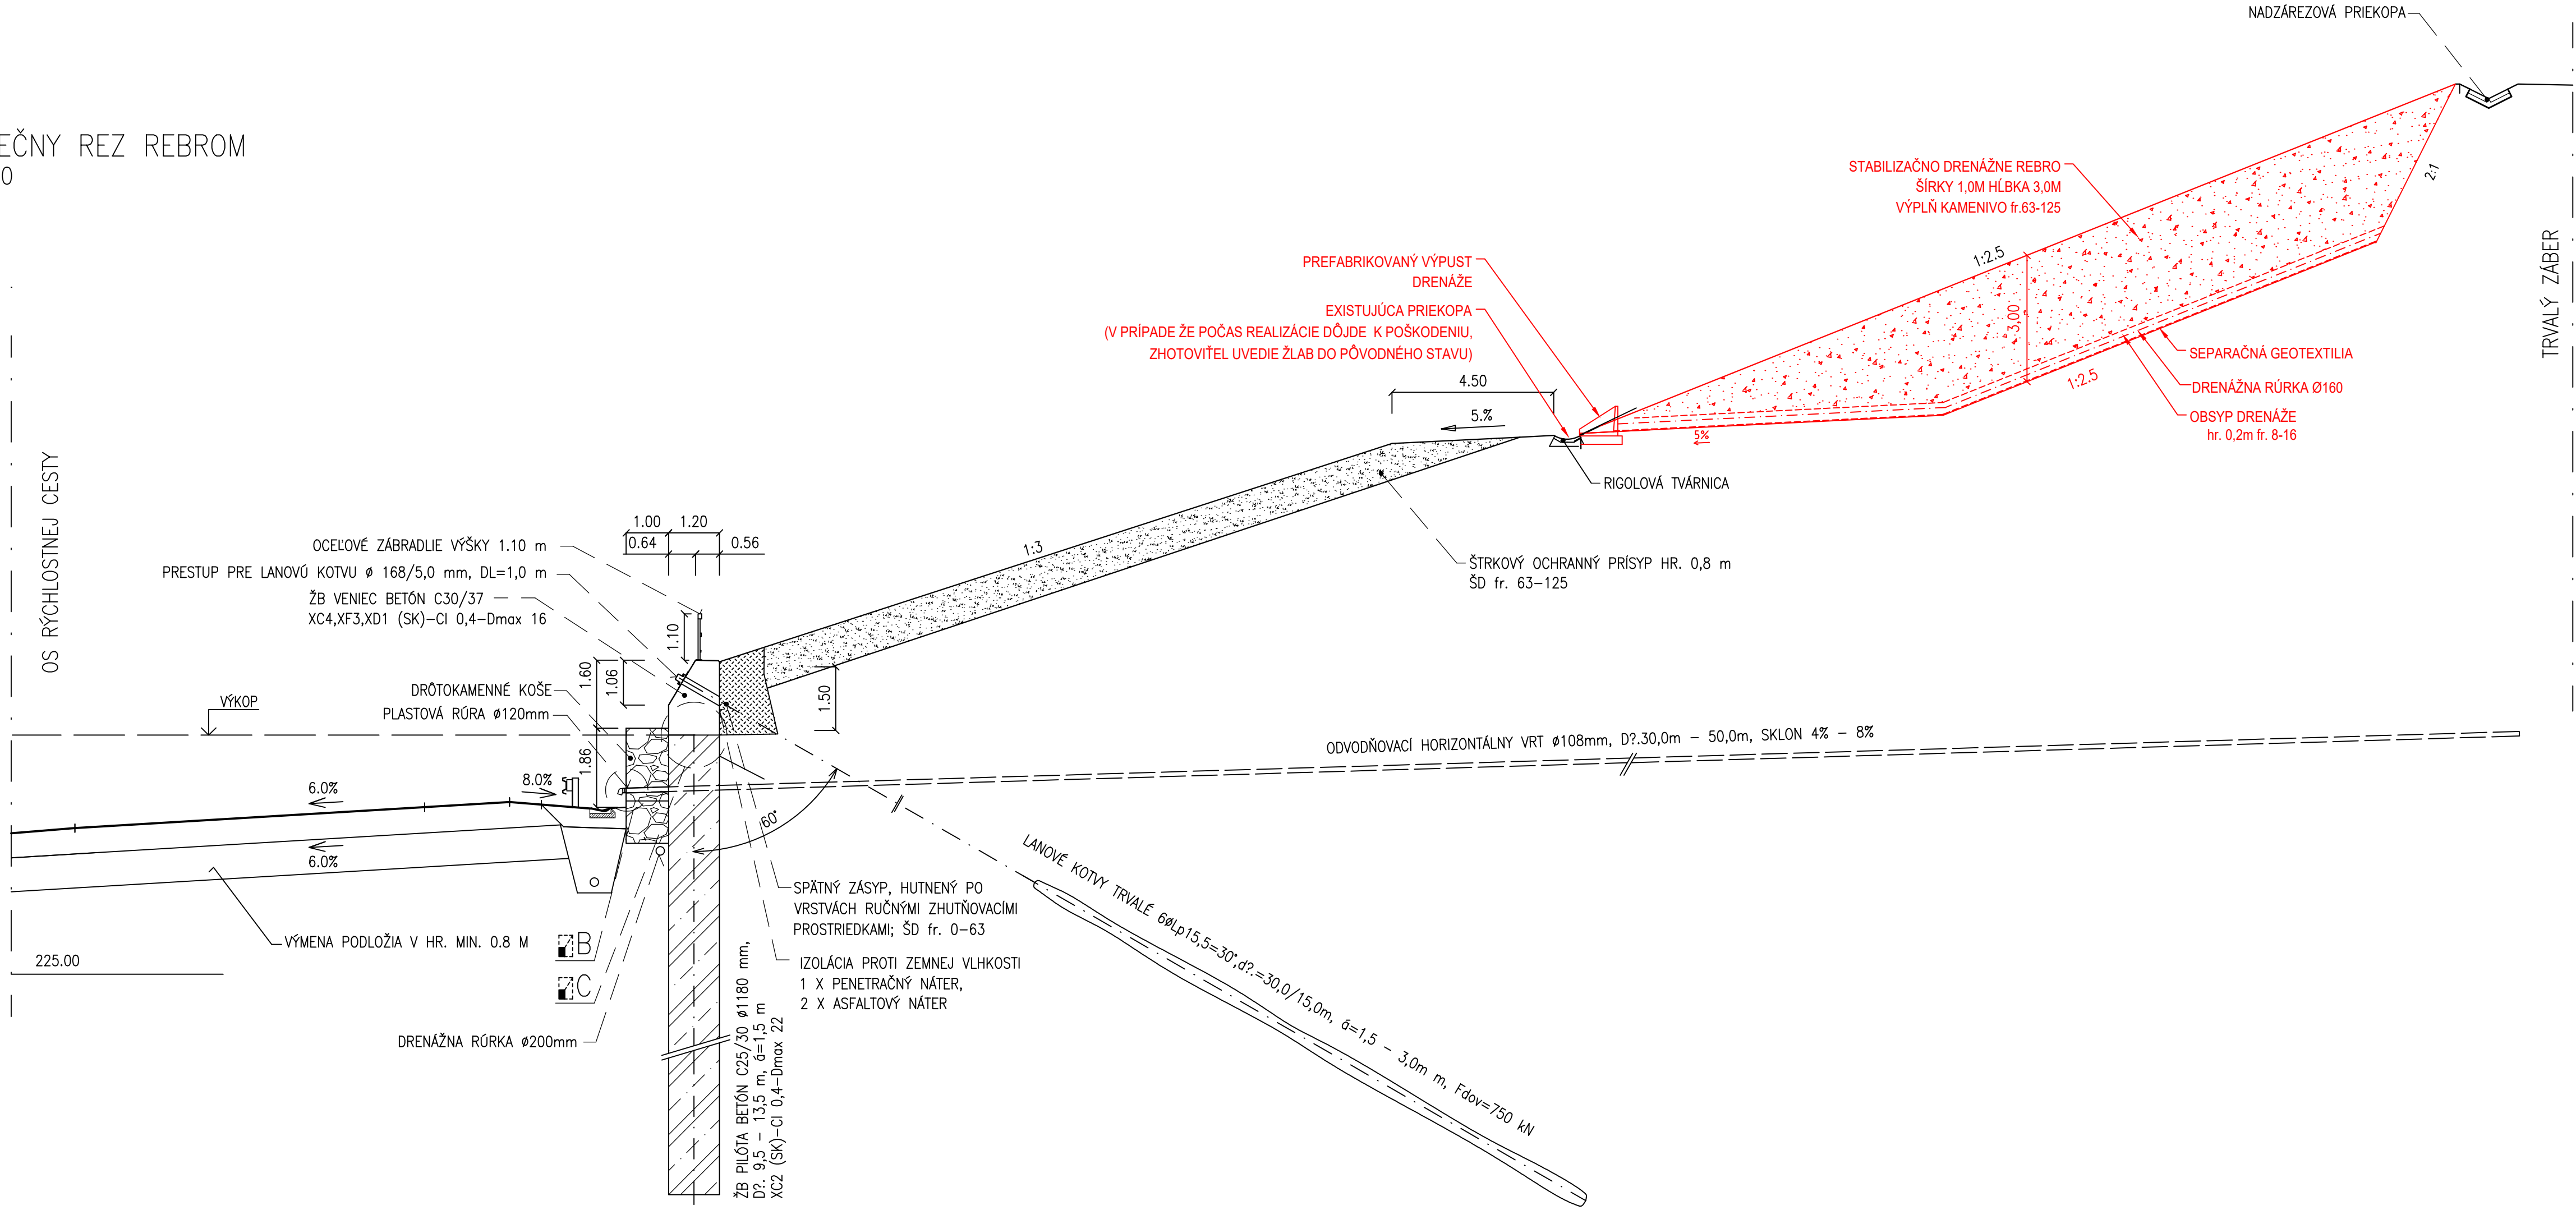 NADZÁREZOVÁ PRIEKOPA
EČNY REZ REBROM
0
STABILIZAČNO DRENÁŽNE REBRO
ŠÍRKY 1,0M HĹBKA 3,0M
VÝPLŇ KAMENIVO fr.63-125
2:1
TRVALÝ ZÁBER
PREFABRIKOVANÝ VÝPUST
DRENÁŽE
1:2.5
3,00
EXISTUJÚCA PRIEKOPA
(V PRÍPADE ŽE POČAS REALIZÁCIE DÔJDE K POŠKODENIU,
ZHOTOVITEĽ UVEDIE ŽLAB DO PÔVODNÉHO STAVU)
SEPARAČNÁ GEOTEXTILIA
1:2.5
DRENÁŽNA RÚRKA Ø160
OBSYP DRENÁŽE
hr. 0,2m fr. 8-16
4.50
5.%
5%
RIGOLOVÁ TVÁRNICA
OS RÝCHLOSTNEJ CESTY
1.00
1.20
0.64
0.56
1:3
OCEĽOVÉ ZÁBRADLIE VÝŠKY 1.10 m
PRESTUP PRE LANOVÚ KOTVU ø 168/5,0 mm, DL=1,0 m
ŽB VENIEC BETÓN C30/37
XC4,XF3,XD1 (SK)-Cl 0,4-Dmax 16
ŠTRKOVÝ OCHRANNÝ PRÍSYP HR. 0,8 m
ŠD fr. 63-125
1.10
1.60
1.06
1.50
DRÔTOKAMENNÉ KOŠE
PLASTOVÁ RÚRA ø120mm
VÝKOP
1.86
ODVODŇOVACÍ HORIZONTÁLNY VRT ø108mm, D?.30,0m - 50,0m, SKLON 4% - 8%
6.0%
8.0%
60°
6.0%
LANOVÉ KOTVY TRVALÉ 6øLp15,5=30°,d?.=30,0/15,0m, á=1,5 - 3,0m m, Fdov=750 kN
SPÄTNÝ ZÁSYP, HUTNENÝ PO
VRSTVÁCH RUČNÝMI ZHUTŇOVACÍMI
PROSTRIEDKAMI; ŠD fr. 0-63
VÝMENA PODLOŽIA V HR. MIN. 0.8 M
B
225.00
IZOLÁCIA PROTI ZEMNEJ VLHKOSTI
1 X PENETRAČNÝ NÁTER,
2 X ASFALTOVÝ NÁTER
C
DRENÁŽNA RÚRKA ø200mm
ŽB PILÓTA BETÓN C25/30 ø1180 mm,
D?. 9,5 - 13,5 m, á=1,5 m
XC2 (SK)-Cl 0,4-Dmax 22